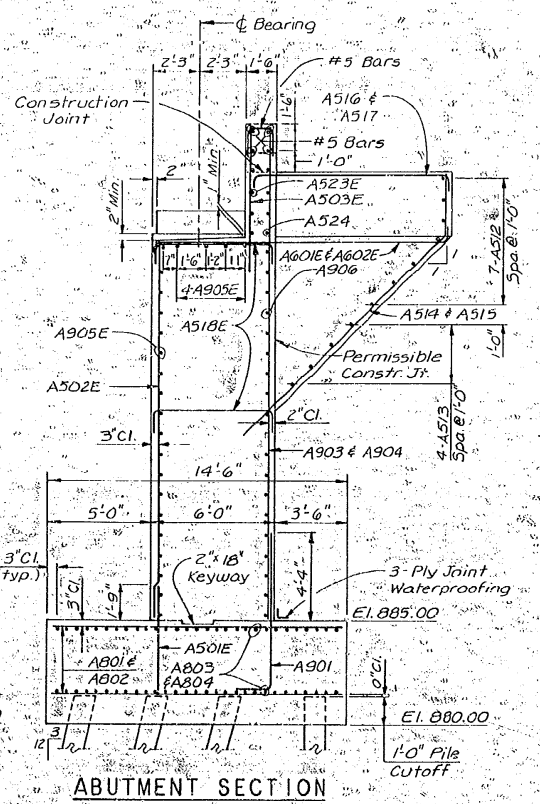 ℄ Bearing
2'-3" 2'-3" 1'-6"
#5 Bars
Construction
Joint
1'-6"
A516 &
A517
#5 Bars
1'-0"
2"
1" Min.
2" Min.
A523E
A503E
A524
1'-6" 1'-2"
4-A905E
A601E & A602E
A906
1
1
7-A512
Spa. @ 1'-0"
A518E
A514 & A515
1'-0"
A905E
Permissible
Constr. Jt.
A502E
2"Cl.
4-A513
Spa. @ 1'-0"
3"Cl.
A903 & A904
14'-6"
5'-0" 6'-0" 3'-6"
3"Cl.
typ.)
3"Cl.
1'-9"
2" x 18"
Keyway
4'-4"
3-Ply Joint
Waterproofing
El. 885.00
A801 &
A802
A501E
A803
& A804
A901
El. 880.00
3
12
1'-0" Pile
Cutoff
ABUTMENT SECTION